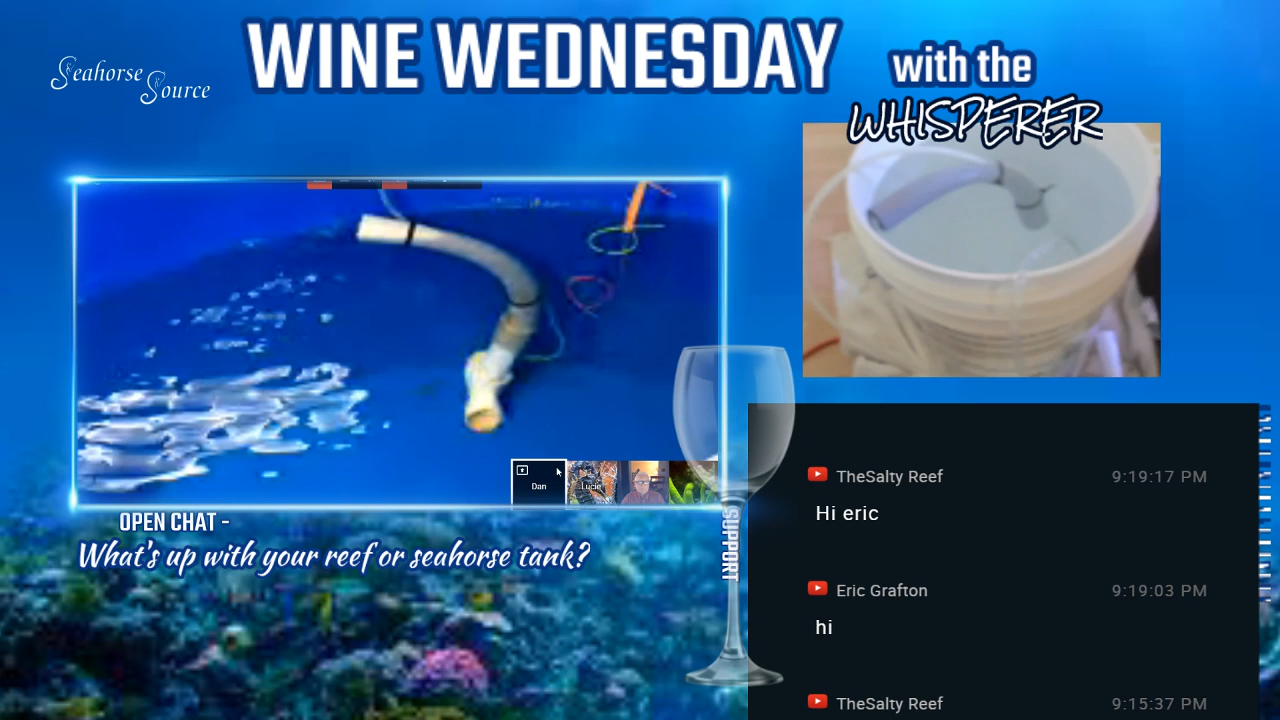 WINE WEDNESDAY
with the
WHISPERER
Seahorse
Source
Dan
Lucie
OPEN CHAT -
What's up with your reef or seahorse tank?
SUPPORT
TheSalty Reef 9:19:17 PM
Hi eric
Eric Grafton 9:19:03 PM
hi
TheSalty Reef 9:15:37 PM